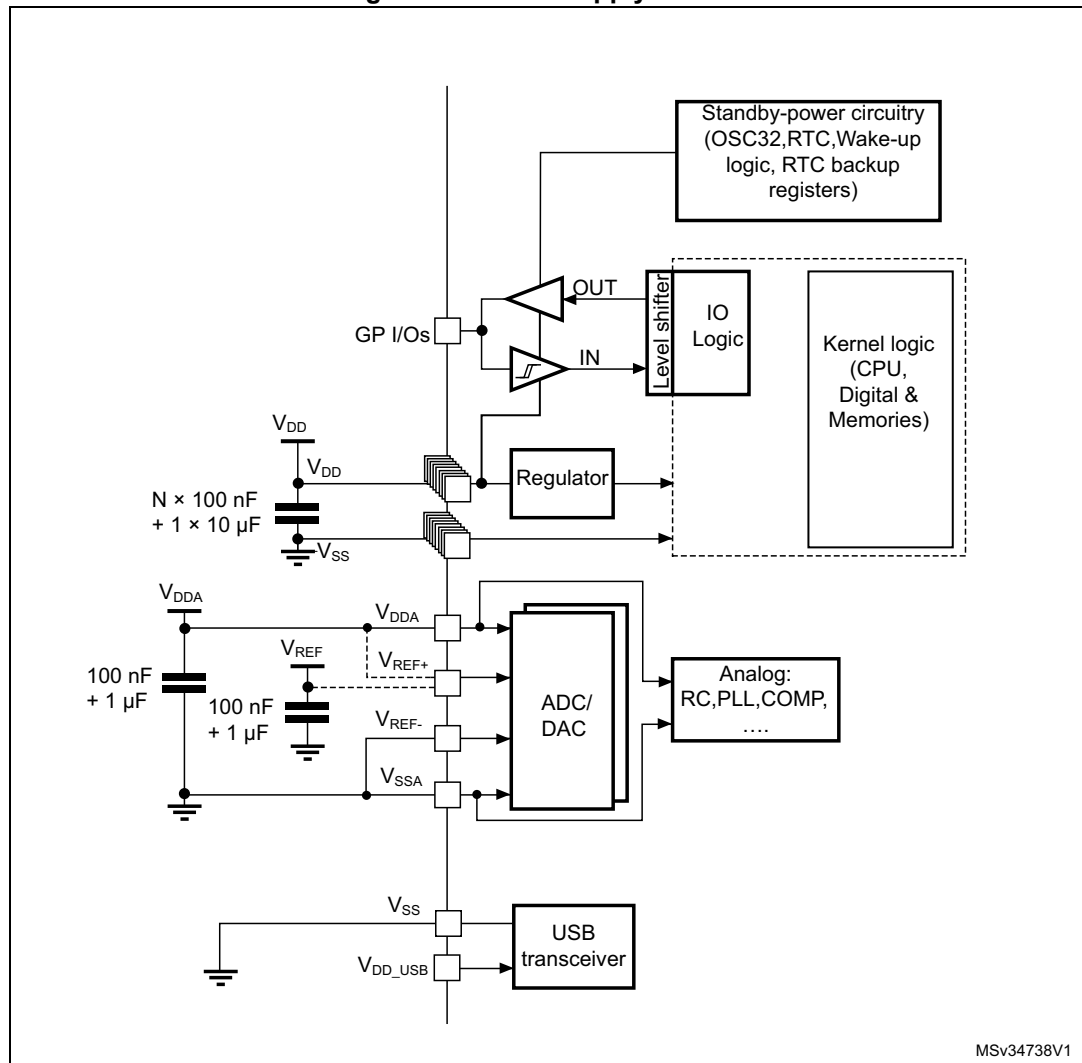 Standby-power circuitry
(OSC32,RTC,Wake-up
logic, RTC backup
registers)
OUT
GP I/Os
IN
Level shifter
IO
Logic
Kernel logic
(CPU,
Digital &
Memories)
VDD
VDD
N × 100 nF
+ 1 × 10 µF
Regulator
VSS
VDDA
VDDA
100 nF
+ 1 µF
VREF
VREF+
100 nF
+ 1 µF
VREF-
VSSA
ADC/
DAC
Analog:
RC,PLL,COMP,
....
VSS
VDD_USB
USB
transceiver
MSv34738V1